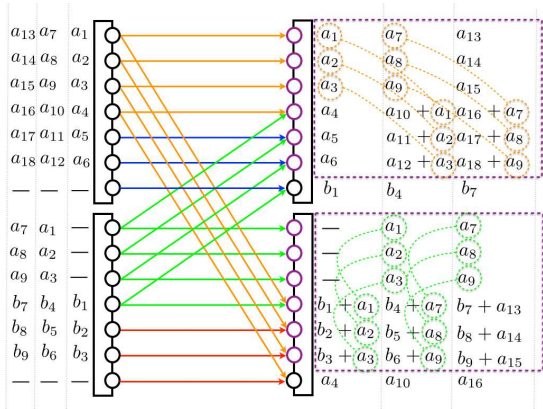 a₁₃ a₇ a₁ a₁ a₇ a₁₃
a₁₄ a₈ a₂ a₂ a₈ a₁₄
a₁₅ a₉ a₃ a₃ a₉ a₁₅
a₁₆ a₁₀ a₄ a₄ a₁₀ + a₁ a₁₆ + a₇
a₁₇ a₁₁ a₅ a₅ a₁₁ + a₂ a₁₇ + a₈
a₁₈ a₁₂ a₆ a₆ a₁₂ + a₃ a₁₈ + a₉
— — — b₁ b₄ b₇
a₇ a₁ — — a₁ a₇
a₈ a₂ — — a₂ a₈
a₉ a₃ — — a₃ a₉
b₇ b₄ b₁ b₁ + a₁ b₄ + a₇ b₇ + a₁₃
b₈ b₅ b₂ b₂ + a₂ b₅ + a₈ b₈ + a₁₄
b₉ b₆ b₃ b₃ + a₃ b₆ + a₉ b₉ + a₁₅
— — — a₄ a₁₀ a₁₆